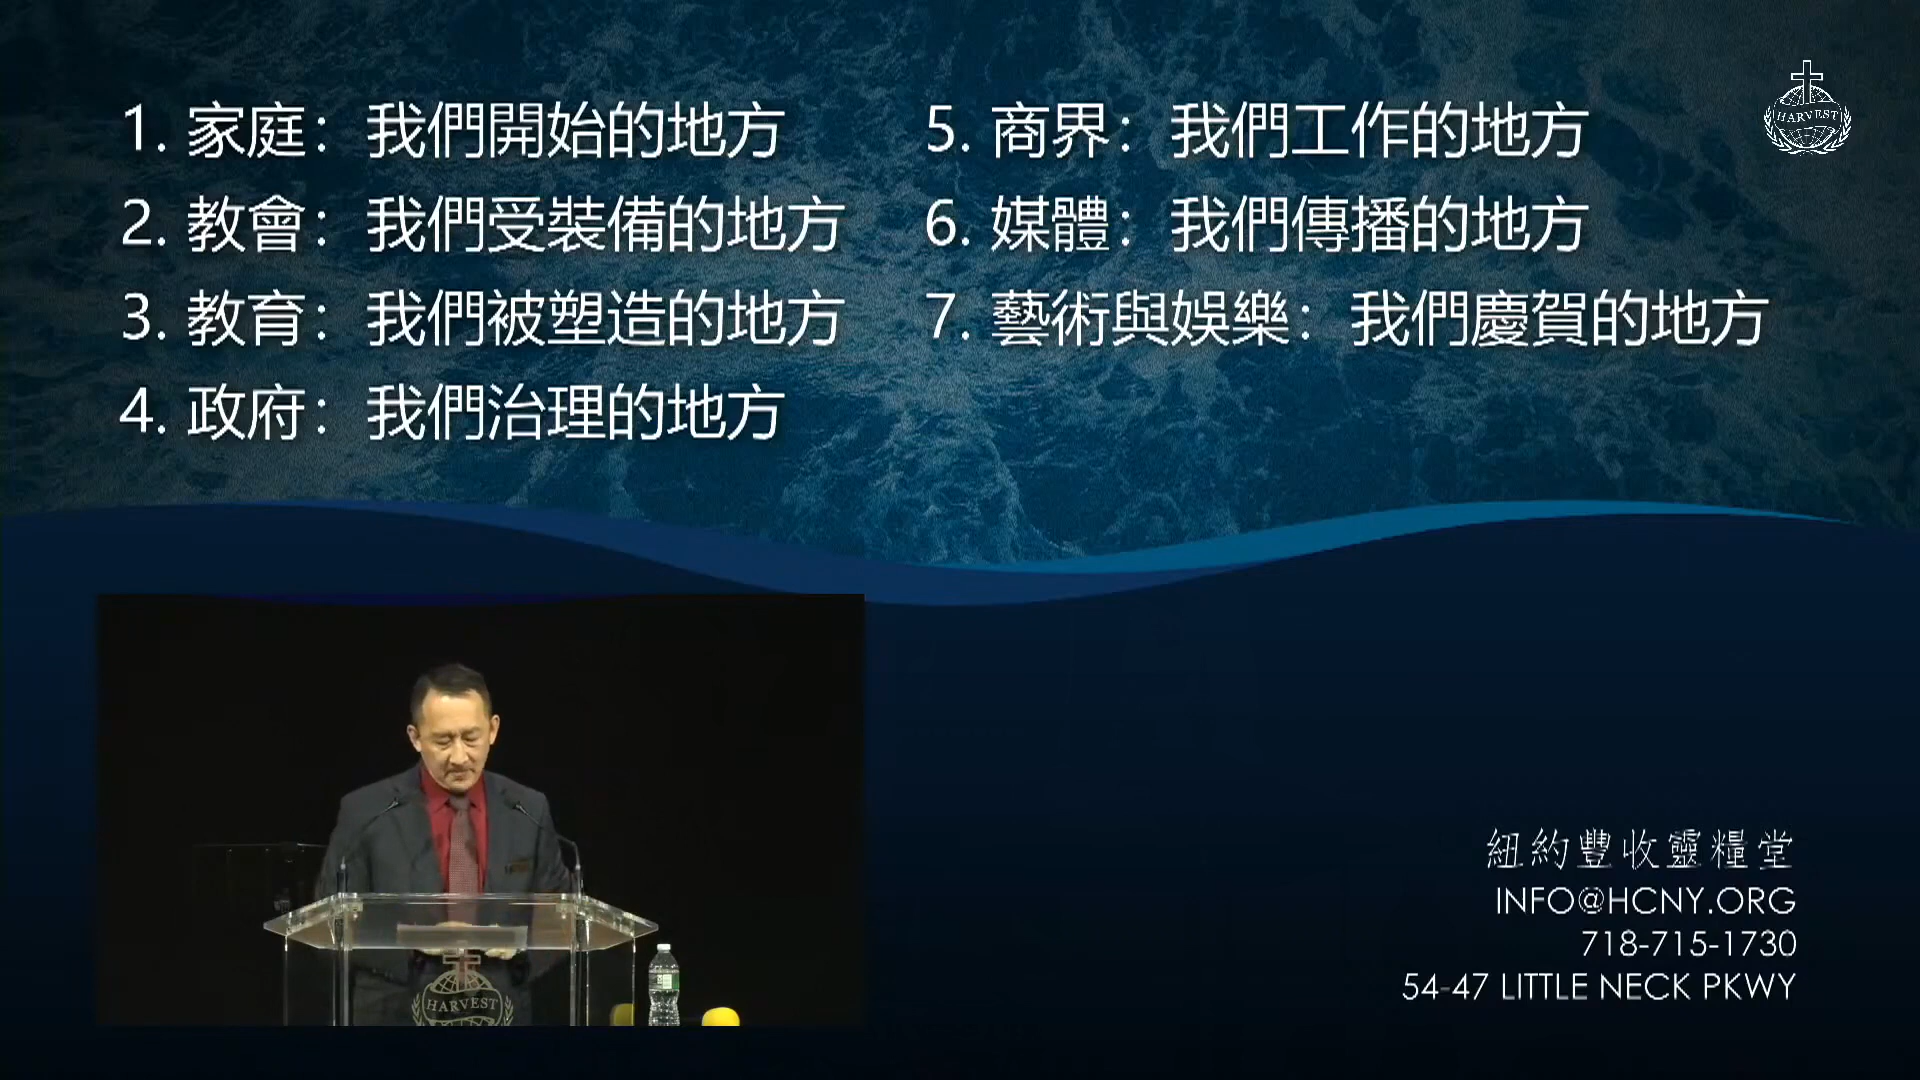 1. 家庭：我們開始的地方
2. 教會：我們受裝備的地方
3. 教育：我們被塑造的地方
4. 政府：我們治理的地方
5. 商界：我們工作的地方
6. 媒體：我們傳播的地方
7. 藝術與娛樂：我們慶賀的地方
HARVEST
HARVEST
紐約豐收靈糧堂
INFO@HCNY.ORG
718-715-1730
54-47 LITTLE NECK PKWY